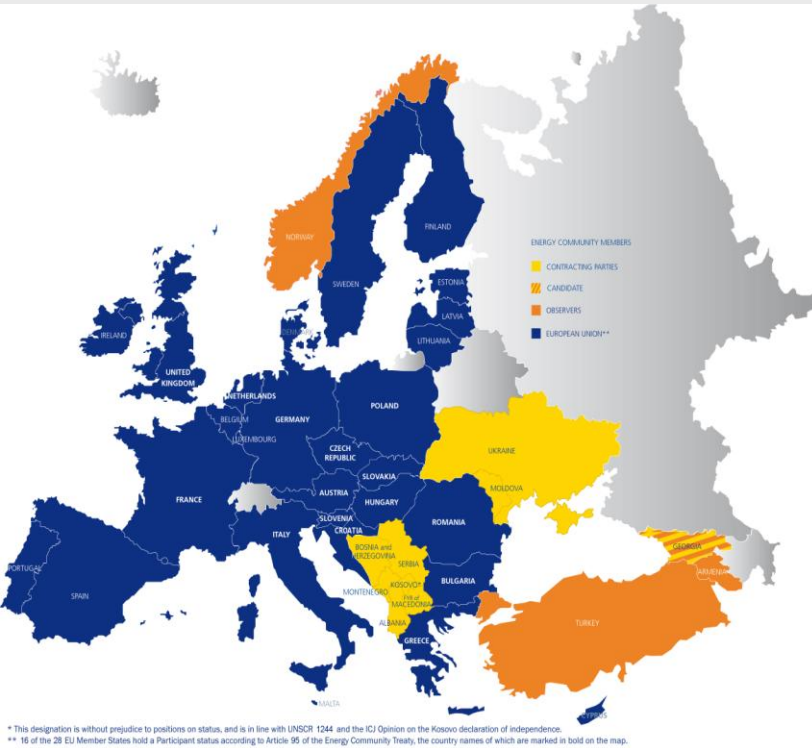 NORWAY
FINLAND
SWEDEN
ENERGY COMMUNITY MEMBERS
CONTRACTING PARTIES
CANDIDATE
OBSERVERS
EUROPEAN UNION**
ESTONIA
LATVIA
LITHUANIA
DENMARK
IRELAND
UNITED
KINGDOM
NETHERLANDS
BELGIUM
LUXEMBOURG
GERMANY
POLAND
CZECH
REPUBLIC
SLOVAKIA
UKRAINE
MOLDOVA
FRANCE
AUSTRIA
HUNGARY
SLOVENIA
CROATIA
ITALY
ROMANIA
BOSNIA and
HERZEGOVINA
SERBIA
GEORGIA
ARMENIA
PORTUGAL
SPAIN
MONTENEGRO
KOSOVO*
FYR of
MACEDONIA
BULGARIA
ALBANIA
GREECE
TURKEY
MALTA
CYPRUS
* This designation is without prejudice to positions on status, and is in line with UNSCR 1244 and the ICJ Opinion on the Kosovo declaration of independence.
** 16 of the 28 EU Member States hold a Participant status according to Article 95 of the Energy Community Treaty, the country names of which are marked in bold on the map.